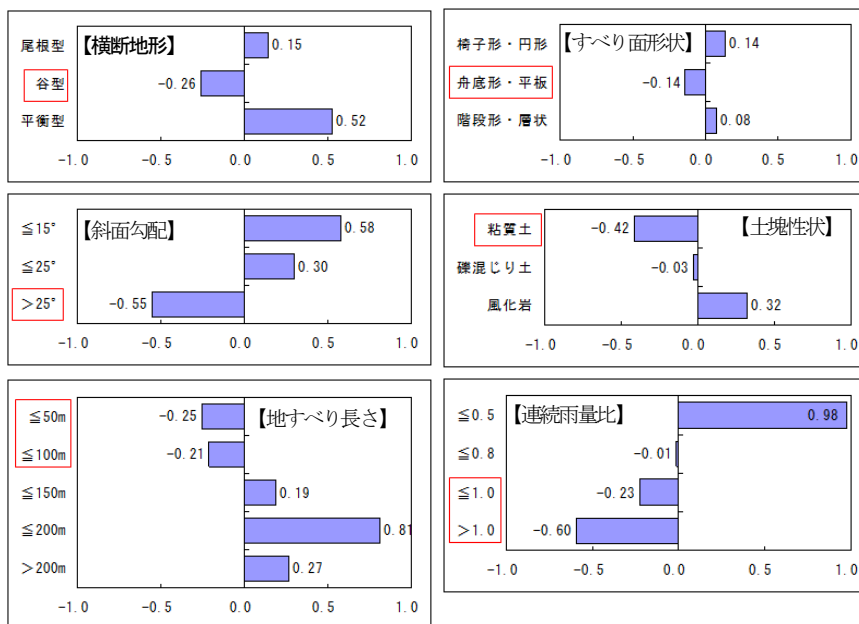 【横断地形】
尾根型
0.15
谷型
-0.26
平衡型
0.52
-1.0 -0.5 0.0 0.5 1.0
【すべり面形状】
椅子形・円形
0.14
舟底形・平板
-0.14
階段形・層状
0.08
-1.0 -0.5 0.0 0.5 1.0
【斜面勾配】
≦15°
0.58
≦25°
0.30
>25°
-0.55
-1.0 -0.5 0.0 0.5 1.0
【土塊性状】
粘質土
-0.42
礫混じり土
-0.03
風化岩
0.32
-1.0 -0.5 0.0 0.5 1.0
【地すべり長さ】
≦50m
-0.25
≦100m
-0.21
≦150m
0.19
≦200m
0.81
>200m
0.27
-1.0 -0.5 0.0 0.5 1.0
【連続雨量比】
≦0.5
0.98
≦0.8
-0.01
≦1.0
-0.23
>1.0
-0.60
-1.0 -0.5 0.0 0.5 1.0